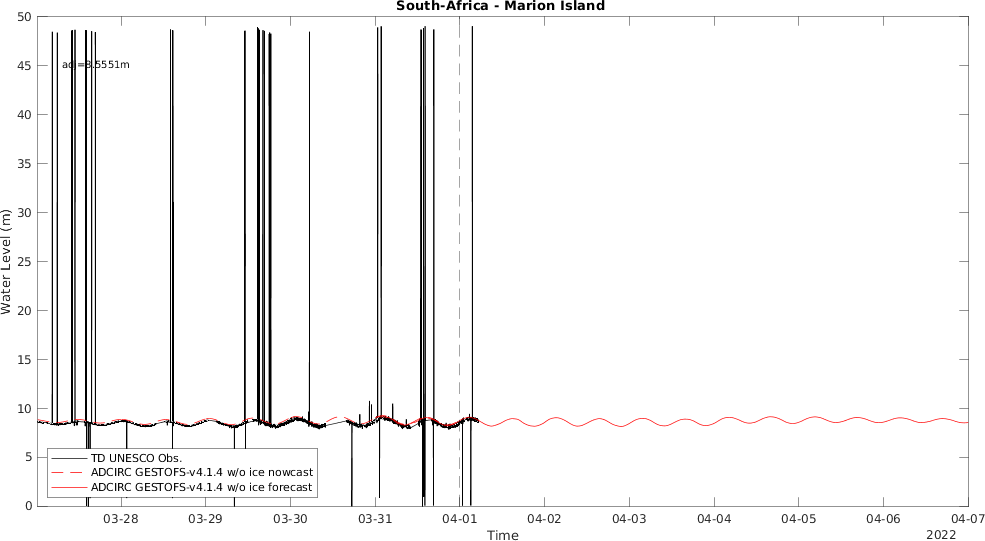 South-Africa - Marion Island
50
45
40
35
30
25
20
15
10
5
0
Water Level (m)
adj=8.5551m
TD UNESCO Obs.
ADCIRC GESTOFS-v4.1.4 w/o ice nowcast
ADCIRC GESTOFS-v4.1.4 w/o ice forecast
03-28 03-29 03-30 03-31 04-01 04-02 04-03 04-04 04-05 04-06 04-07
Time
2022